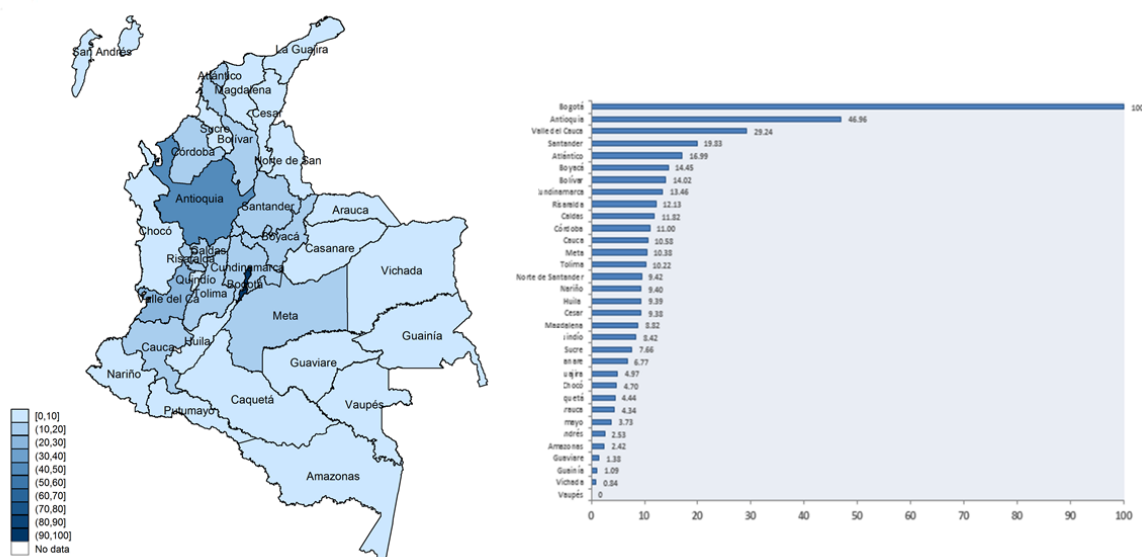 San Andrés
La Guajira
Atlántico
Magdalena
Cesar
Sucre
Bolívar
Córdoba
Norte de San
Antioquia
Santander
Arauca
Chocó
Boyacá
Casanare
Caldas
Risaralda
Cundinamarca
Vichada
Quindío
Bogotá
Tolima
Valle del Ca
Meta
Guainía
Cauca
Huila
Guaviare
Nariño
Caquetá
Vaupés
Putumayo
Amazonas
[0,10]
(10,20]
(20,30]
(30,40]
(40,50]
(50,60]
(60,70]
(70,80]
(80,90]
(90,100]
No data
Bogotá 100
Antioquia 46.96
Valle del Cauca 29.24
Santander 19.83
Atlántico 16.99
Boyacá 14.45
Bolívar 14.02
undinamarca 13.46
Risaralda 12.13
Caldas 11.82
Córdoba 11.00
Cauca 10.58
Meta 10.38
Tolima 10.22
Norte de Santander 9.42
Nariño 9.40
Huila 9.39
Cesar 9.38
Magdalena 8.82
indío 8.42
Sucre 7.66
anare 6.77
uajira 4.97
Chocó 4.70
quetá 4.44
rauca 4.34
mayo 3.73
ndrés 2.53
Amazonas 2.42
Guaviare 1.38
Guainía 1.09
Vichada 0.84
Vaupés 0
0 10 20 30 40 50 60 70 80 90 100